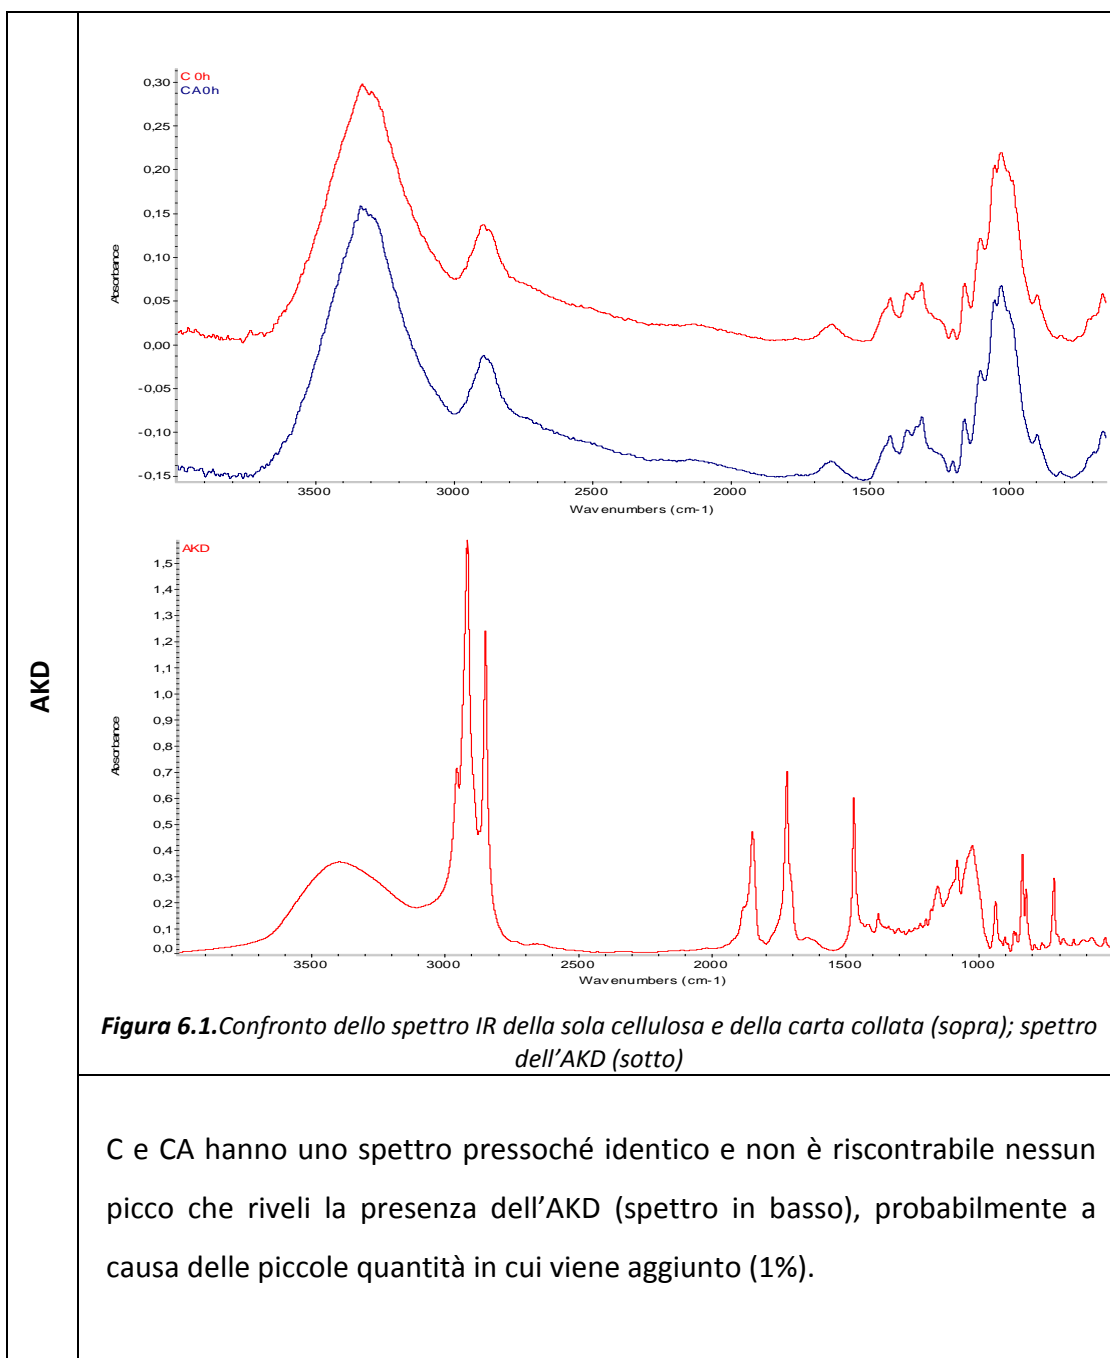 AKD
C 0h
CA0h
0,30
0,25
0,20
0,15
0,10
0,05
0,00
-0,05
-0,10
-0,15
Absorbance
3500 3000 2500 2000 1500 1000
Wavenumbers (cm-1)
AKD
1,5
1,4
1,3
1,2
1,1
1,0
0,9
0,8
0,7
0,6
0,5
0,4
0,3
0,2
0,1
0,0
Absorbance
3500 3000 2500 2000 1500 1000
Wavenumbers (cm-1)
Figura 6.1.Confronto dello spettro IR della sola cellulosa e della carta collata (sopra); spettro
dell’AKD (sotto)
C e CA hanno uno spettro pressoché identico e non è riscontrabile nessun
picco che riveli la presenza dell’AKD (spettro in basso), probabilmente a
causa delle piccole quantità in cui viene aggiunto (1%).